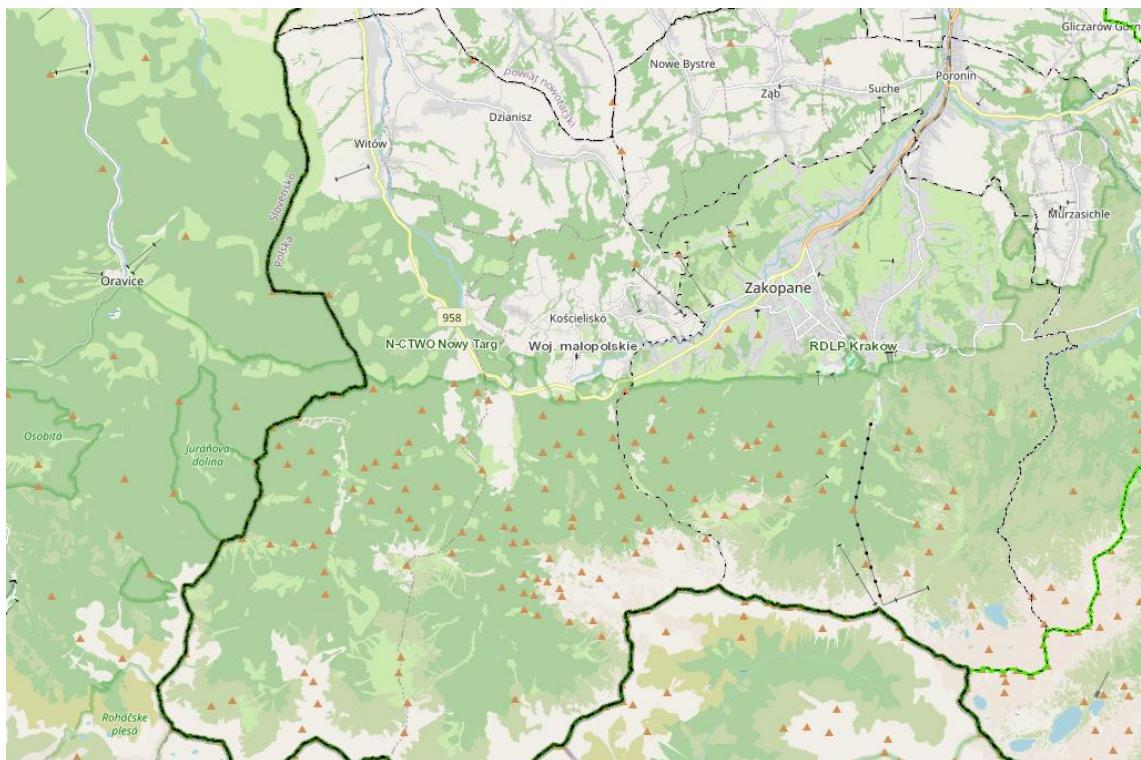 Gliczarów Górn
Nowe Bystre
powiat nowotarski
Poronin
Suche
Ząb
Dzianisz
Witów
Slovensko
Polska
Murzasichle
Oravice
Zakopane
958
Kościelisko
N-CTWO Nowy Targ
Woj. małopolskie
RDLP Kraków
Osobitá
Juráňova
dolina
Roháčske
plesá